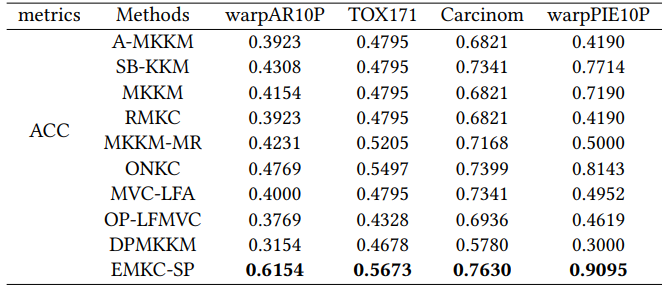 metrics Methods warpAR10P TOX171 Carcinom warpPIE10P
A-MKKM 0.3923 0.4795 0.6821 0.4190
SB-KKM 0.4308 0.4795 0.7341 0.7714
MKKM 0.4154 0.4795 0.6821 0.7190
RMKC 0.3923 0.4795 0.6821 0.4190
ACC
MKKM-MR 0.4231 0.5205 0.7168 0.5000
ONKC 0.4769 0.5497 0.7399 0.8143
MVC-LFA 0.4000 0.4795 0.7341 0.4952
OP-LFMVC 0.3769 0.4328 0.6936 0.4619
DPMKKM 0.3154 0.4678 0.5780 0.3000
EMKC-SP 0.6154 0.5673 0.7630 0.9095